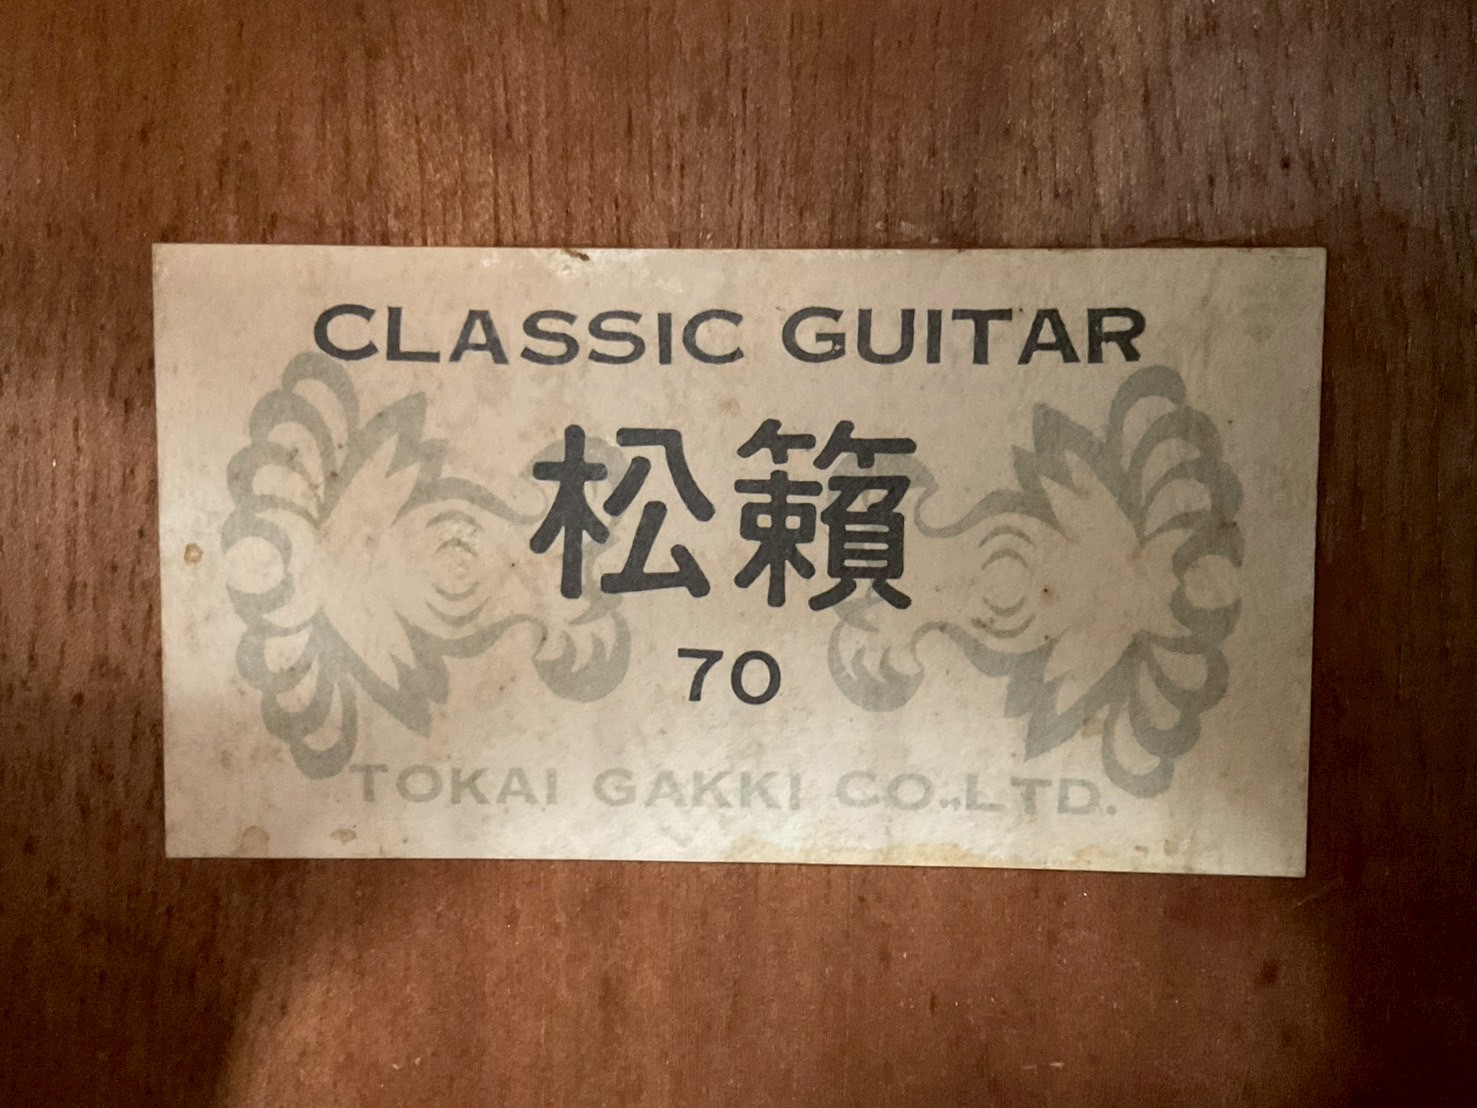 CLASSIC GUITAR
松籟
70
TOKAI GAKKI CO.,LTD.